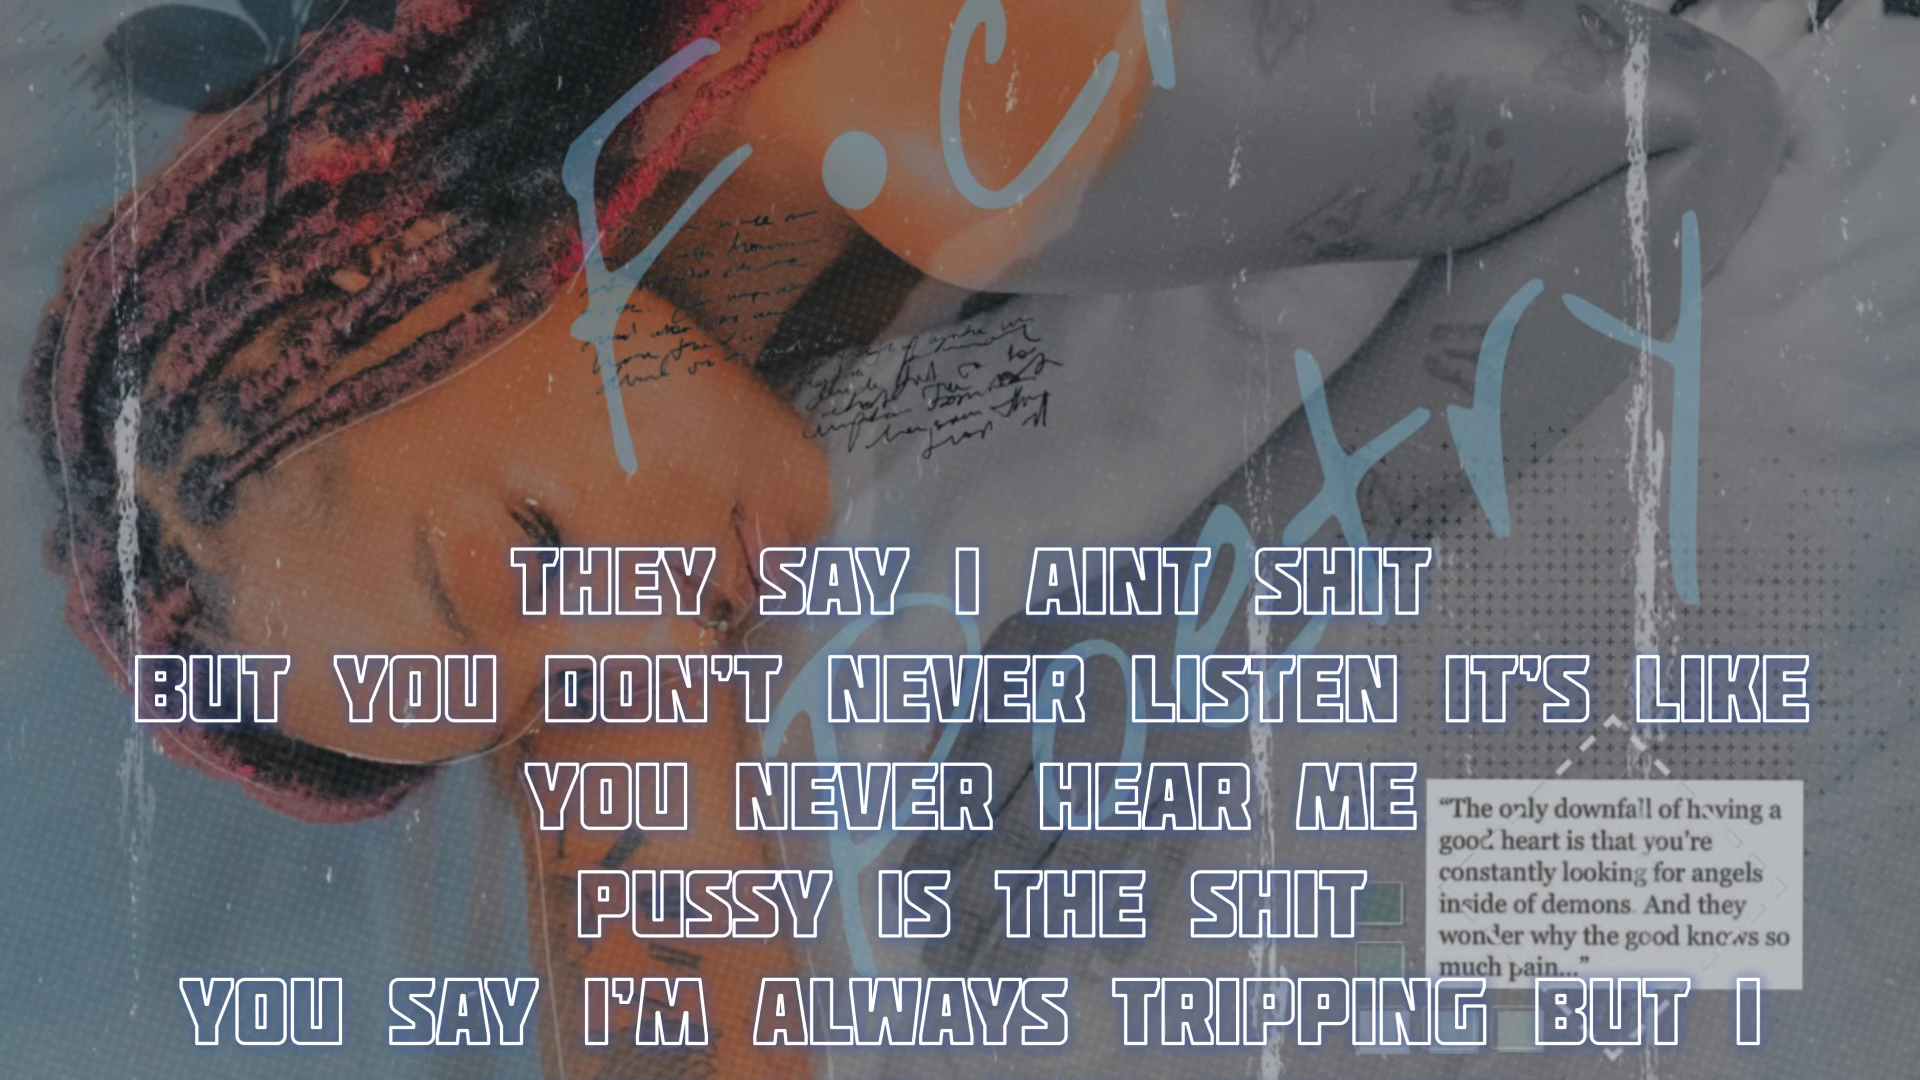 F.ck
Poetry
THEY SAY I AINT SHIT
BUT YOU DON'T NEVER LISTEN IT'S LIKE
YOU NEVER HEAR ME
PUSSY IS THE SHIT
YOU SAY I'M ALWAYS TRIPPING BUT I
“The only downfall of having a
good heart is that you're
constantly looking for angels
inside of demons. And they
wonder why the good knows so
much pain...”